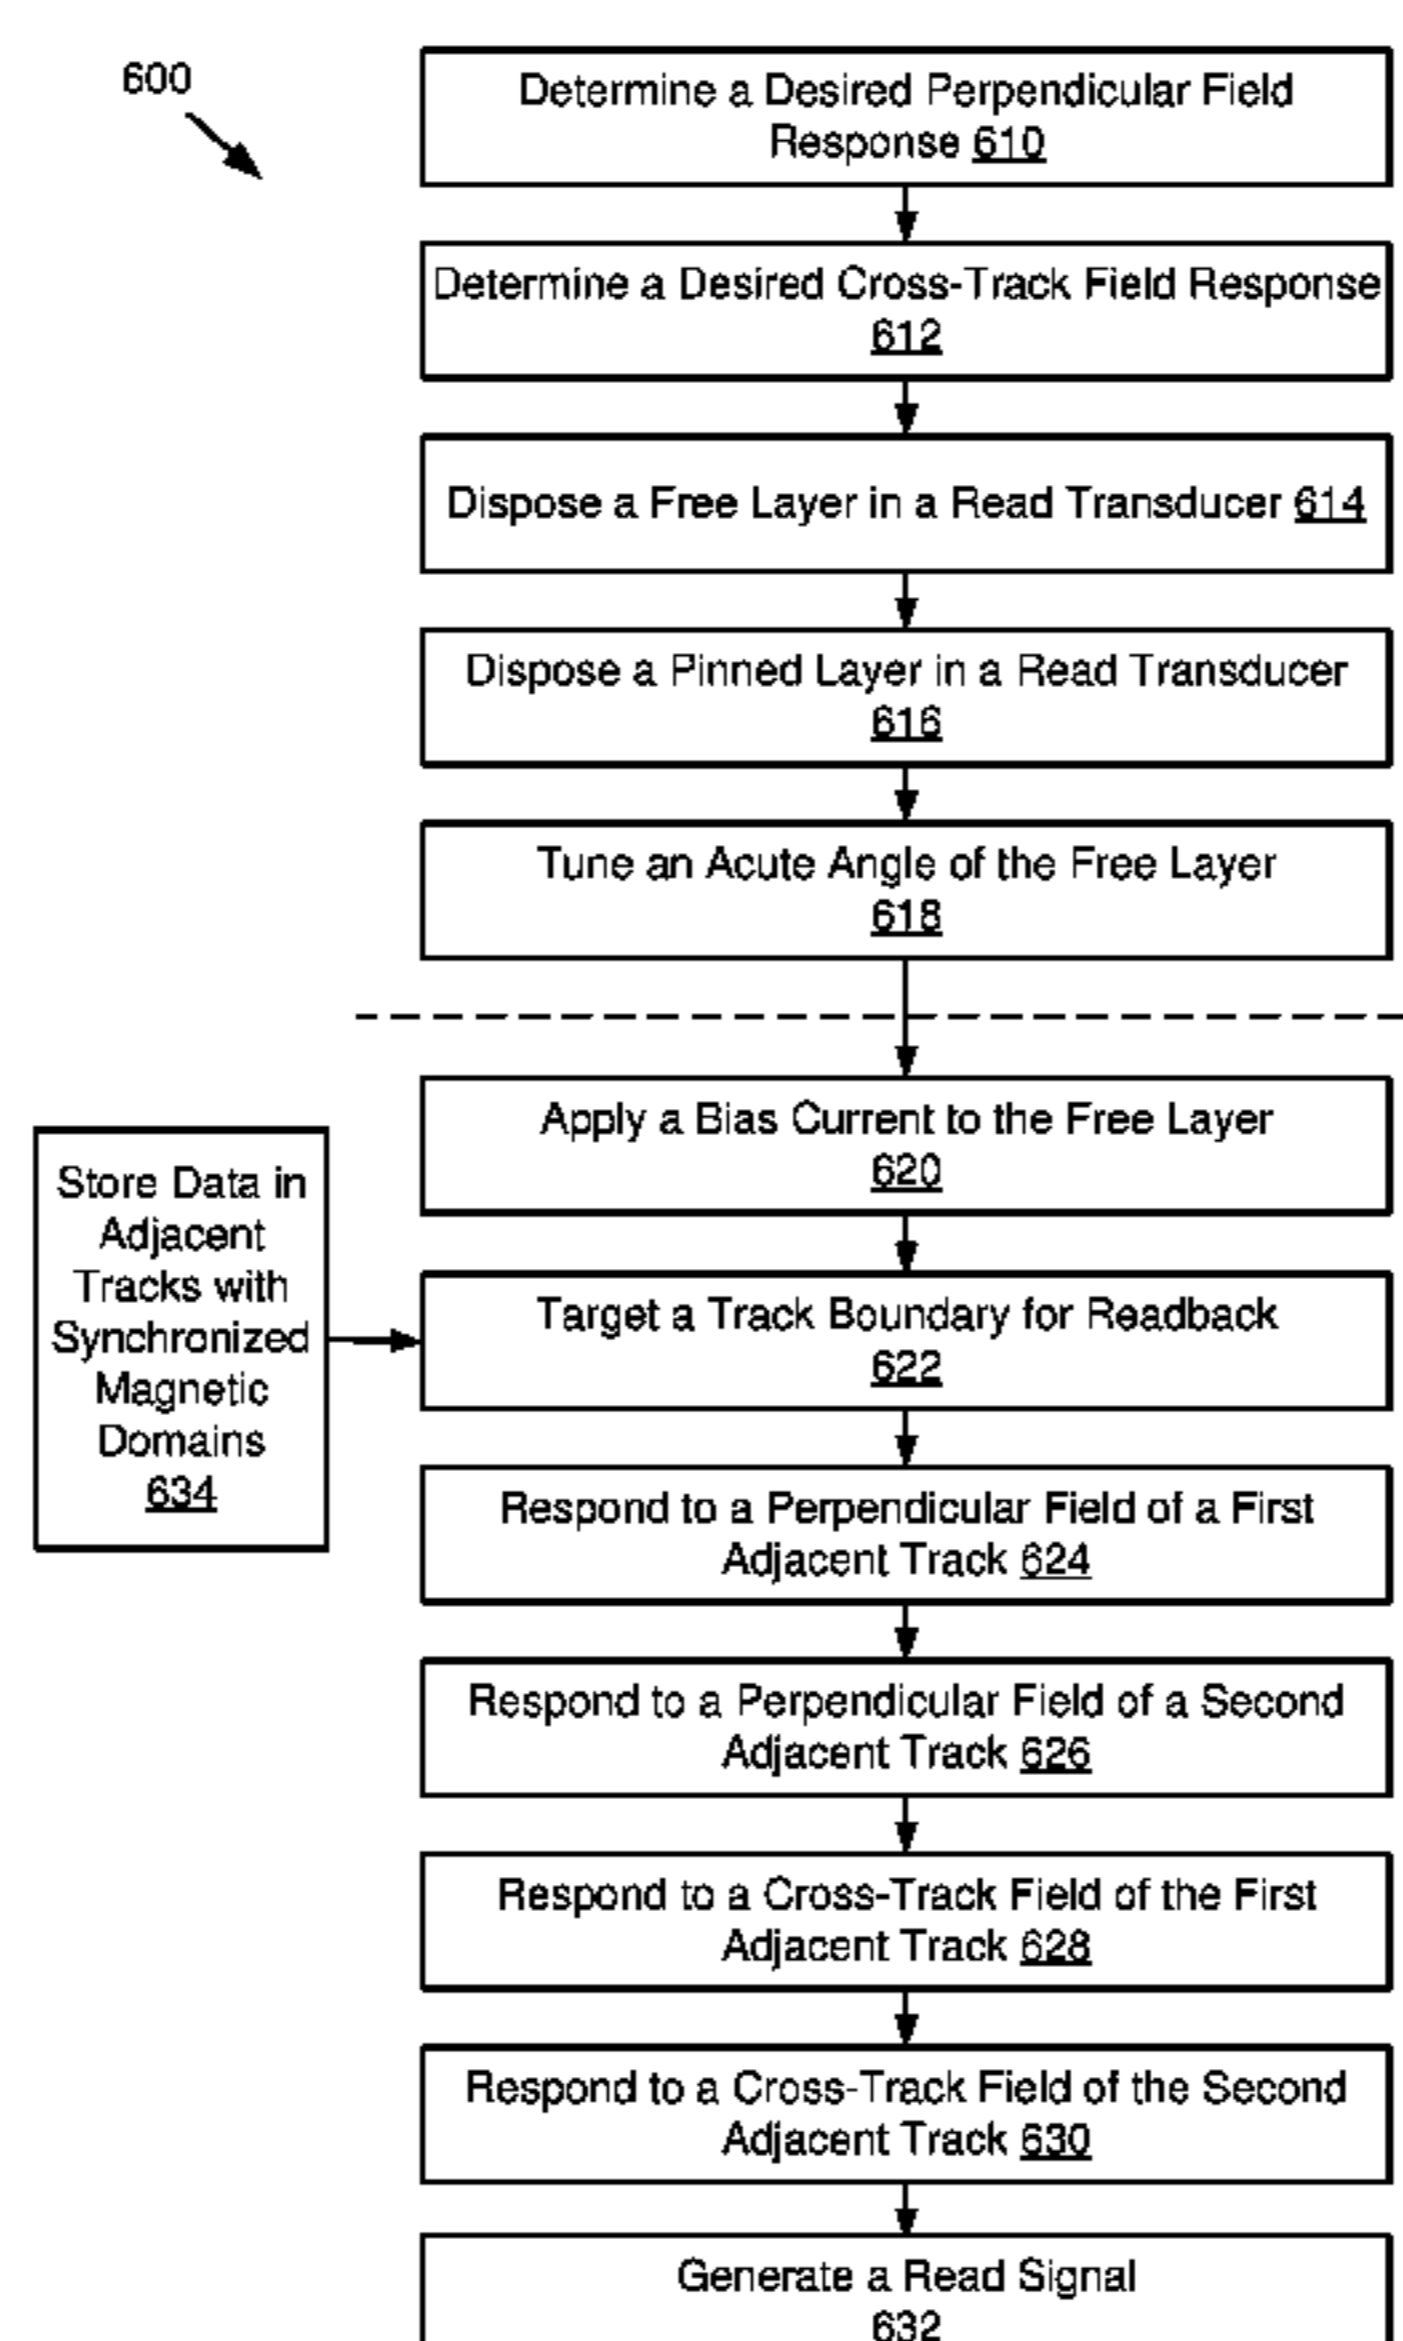 600
Determine a Desired Perpendicular Field
Response 610
Determine a Desired Cross-Track Field Response
612
Dispose a Free Layer in a Read Transducer 614
Dispose a Pinned Layer in a Read Transducer
616
Tune an Acute Angle of the Free Layer
618
Apply a Bias Current to the Free Layer
620
Store Data in
Adjacent
Tracks with
Synchronized
Magnetic
Domains
634
Target a Track Boundary for Readback
622
Respond to a Perpendicular Field of a First
Adjacent Track 624
Respond to a Perpendicular Field of a Second
Adjacent Track 626
Respond to a Cross-Track Field of the First
Adjacent Track 628
Respond to a Cross-Track Field of the Second
Adjacent Track 630
Generate a Read Signal
632